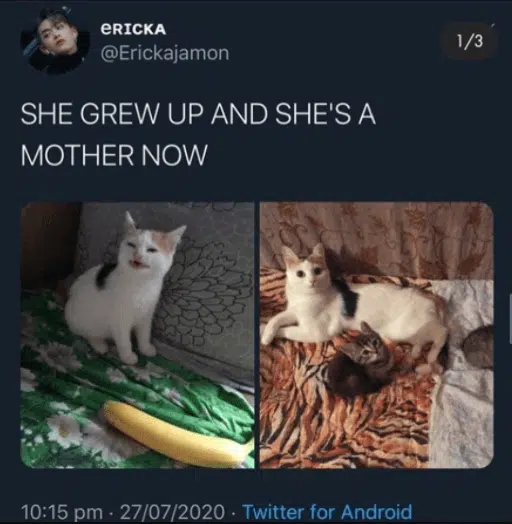 eRICKA
@Erickajamon
1/3
SHE GREW UP AND SHE'S A
MOTHER NOW
10:15 pm · 27/07/2020 · Twitter for Android